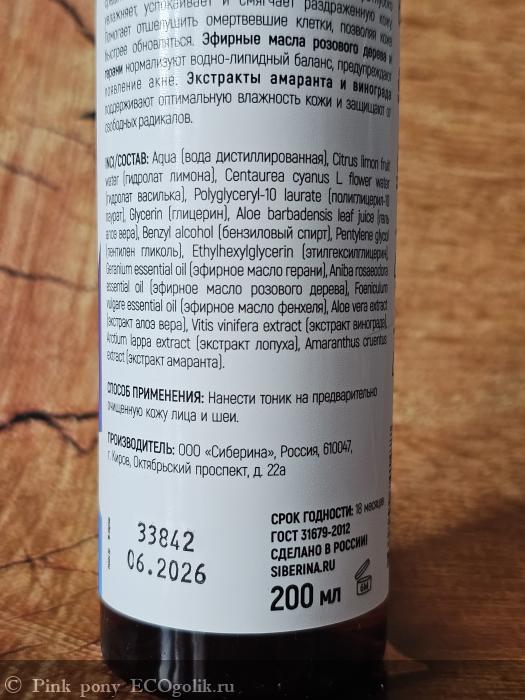 увлажняет, успокаивает и смягчает раздраженную кожу.
Помогает отшелушить омертвевшие клетки, позволяя коже
быстрее обновляться. Эфирные масла розового дерева и
герани нормализуют водно-липидный баланс, предупреждают
появление акне. Экстракты амаранта и винограда
поддерживают оптимальную влажность кожи и защищают от
свободных радикалов.
INCI/СОСТАВ: Aqua (вода дистиллированная), Citrus limon fruit
water (гидролат лимона), Centaurea cyanus L flower water
(гидролат василька), Polyglyceryl-10 laurate (полиглицерил-10
лаурат), Glycerin (глицерин), Aloe barbadensis leaf juice (гель
алоэ вера), Benzyl alcohol (бензиловый спирт), Pentylene glycol
(пентилен гликоль), Ethylhexylglycerin (этилгексилглицерин),
Geranium essential oil (эфирное масло герани), Aniba rosaeodora
essential oil (эфирное масло розового дерева), Foeniculum
vulgare essential oil (эфирное масло фенхеля), Aloe vera extract
(экстракт алоэ вера), Vitis vinifera extract (экстракт винограда),
Arctium lappa extract (экстракт лопуха), Amaranthus cruentus
extract (экстракт амаранта).
СПОСОБ ПРИМЕНЕНИЯ: Нанести тоник на предварительно
очищенную кожу лица и шеи.
ПРОИЗВОДИТЕЛЬ: ООО «Сиберина», Россия, 610047,
г. Киров, Октябрьский проспект, д. 22а
33842
06.2026
СРОК ГОДНОСТИ: 18 месяцев
ГОСТ 31679-2012
СДЕЛАНО В РОССИИ
SIBERINA.RU
200 мл
6M
© Pink pony ECOgolik.ru